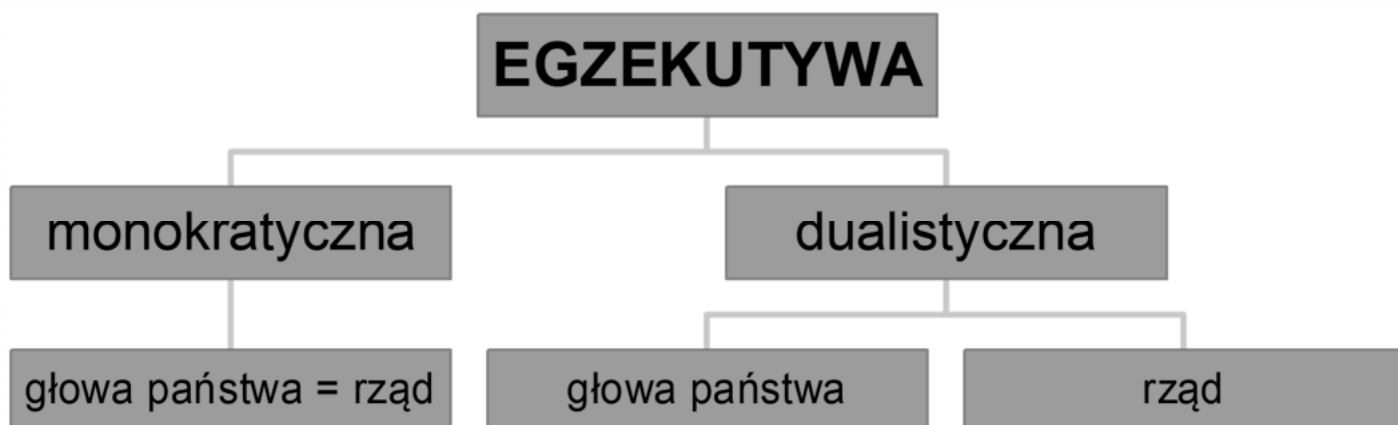 EGZEKUTYWA
monokratyczna
dualistyczna
głowa państwa = rząd
głowa państwa
rząd